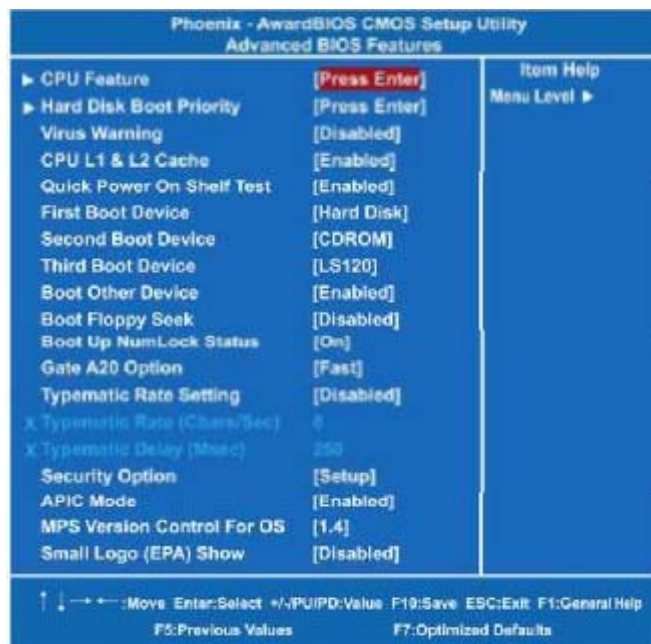 Phoenix - AwardBIOS CMOS Setup Utility
Advanced BIOS Features
▶ CPU Feature [Press Enter]
▶ Hard Disk Boot Priority [Press Enter]
Virus Warning [Disabled]
CPU L1 & L2 Cache [Enabled]
Quick Power On Shelf Test [Enabled]
First Boot Device [Hard Disk]
Second Boot Device [CDROM]
Third Boot Device [LS120]
Boot Other Device [Enabled]
Boot Floppy Seek [Disabled]
Boot Up NumLock Status [On]
Gate A20 Option [Fast]
Typematic Rate Setting [Disabled]
X Typematic Rate (Chars/Sec) 6
X Typematic Delay (Msec) 250
Security Option [Setup]
APIC Mode [Enabled]
MPS Version Control For OS [1.4]
Small Logo (EPA) Show [Disabled]
Item Help
Menu Level ▶
↑ ↓ → ← :Move Enter:Select +/-/PU/PD:Value F10:Save ESC:Exit F1:General Help
F5:Previous Values F7:Optimized Defaults